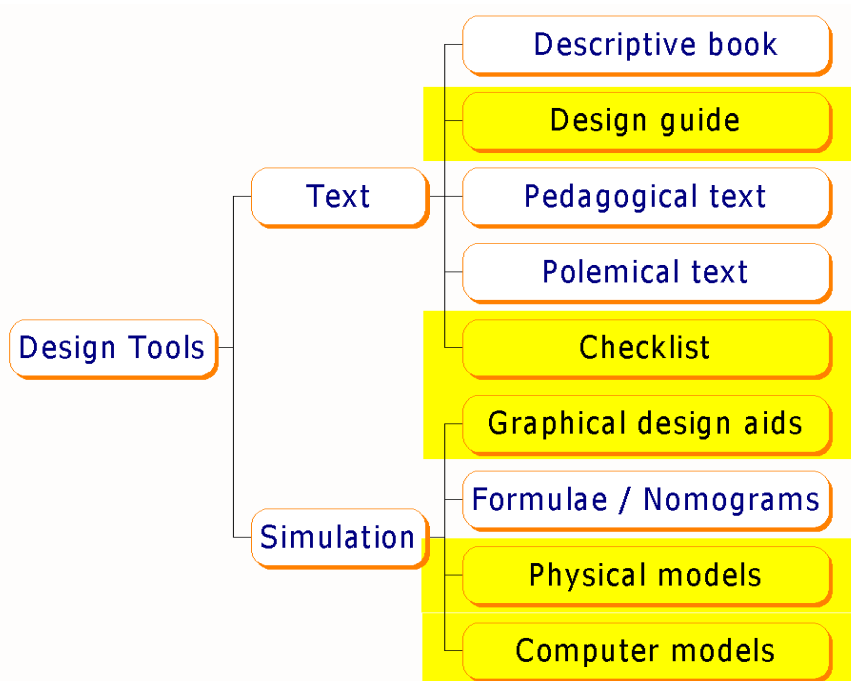 Descriptive book
Design guide
Text
Pedagogical text
Polemical text
Design Tools
Checklist
Graphical design aids
Formulae / Nomograms
Simulation
Physical models
Computer models